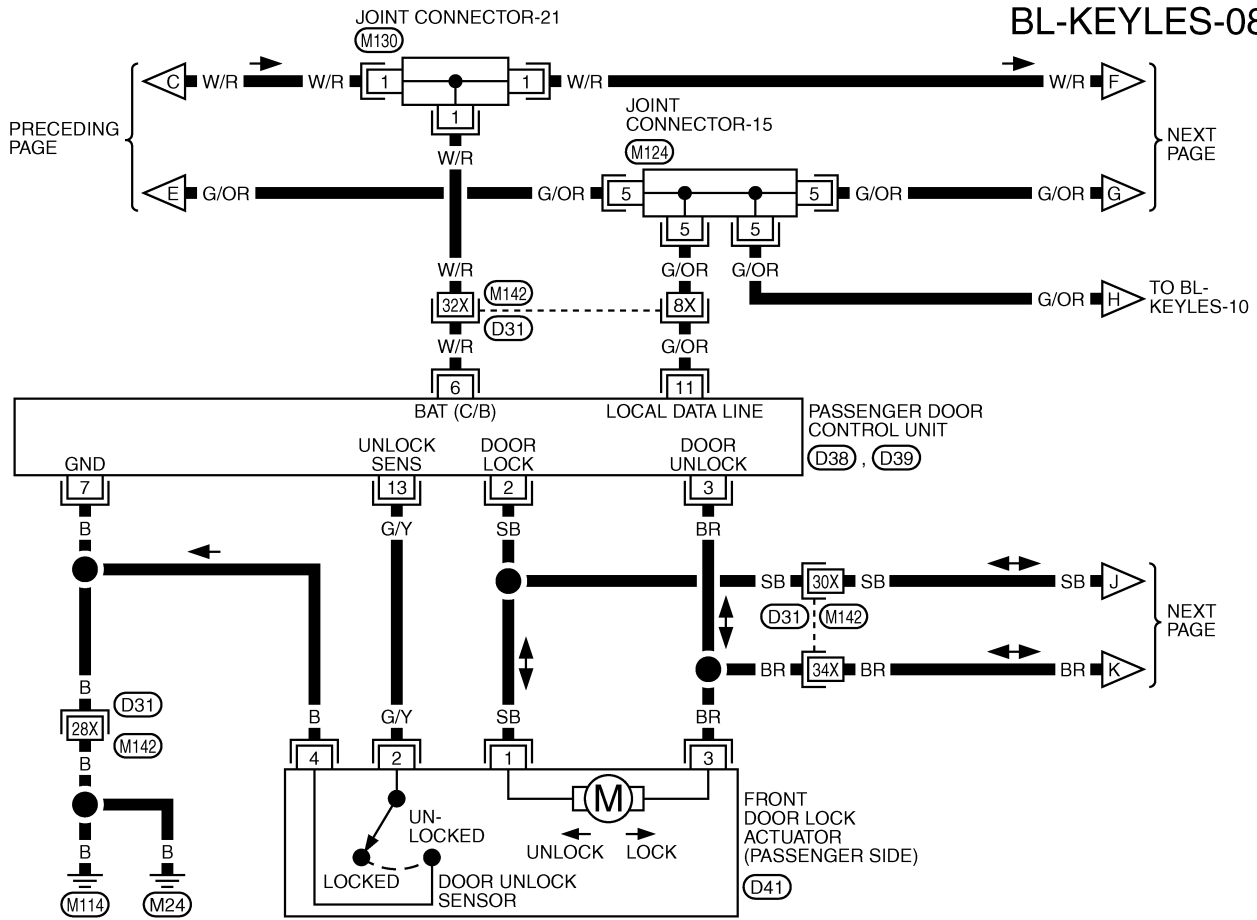 BL-KEYLES-08
JOINT CONNECTOR-21
M130
C W/R W/R 1 1 W/R W/R F
1
W/R
JOINT
CONNECTOR-15
M124
PRECEDING
PAGE
NEXT
PAGE
E G/OR G/OR 5 5 G/OR G/OR G
5 5
W/R G/OR G/OR
32X M142 8X
D31
G/OR H TO BL-
KEYLES-10
W/R G/OR
6 11
BAT (C/B) LOCAL DATA LINE
PASSENGER DOOR
CONTROL UNIT
D38 , D39
GND
UNLOCK
SENS
DOOR
LOCK
DOOR
UNLOCK
7 13 2 3
B G/Y SB BR
SB 30X SB SB J
D31 M142
NEXT
PAGE
BR 34X BR BR K
B
D31
28X
M142
B
B G/Y SB BR
4 2 1 3
M
UN-
LOCKED
UNLOCK LOCK
LOCKED
DOOR UNLOCK
SENSOR
FRONT
DOOR LOCK
ACTUATOR
(PASSENGER SIDE)
D41
B B
M114 M24